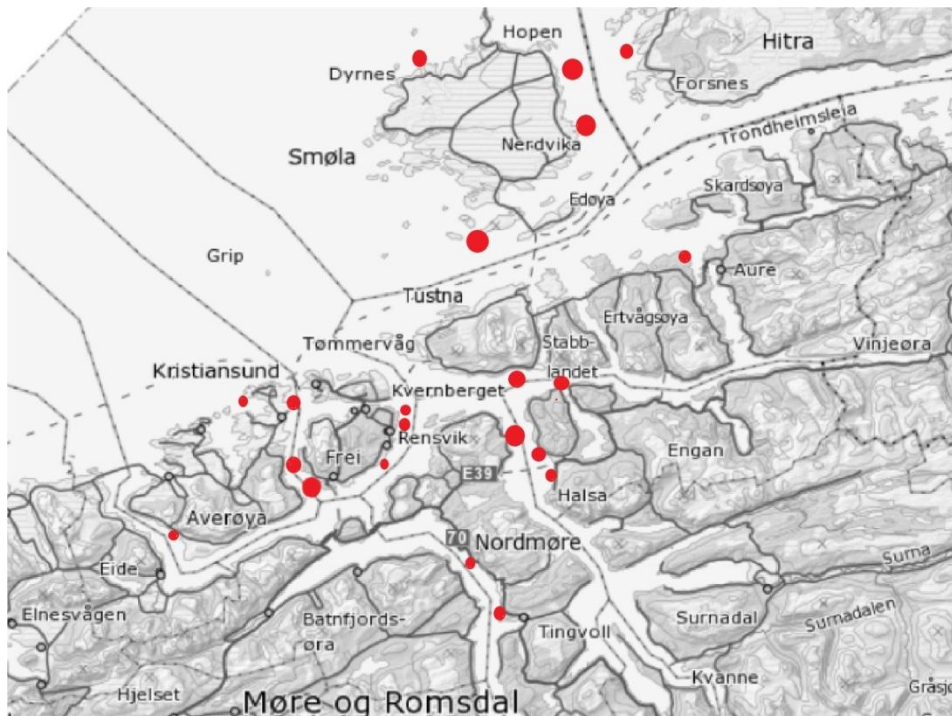 Hopen
Hitra
Dyrnes
Forsnes
Trondheimsleia
Nerdvika
Smøla
Skardsøya
Edøya
Grip
Aure
Tustna
Ertvågsøya
Tømmervåg
Stabb-
landet
Vinjeøra
Kristiansund
Kvernberget
Rensvik
Frei
Engan
E39
Halsa
Averøya
70
Nordmøre
Surna
Eide
Elnesvågen
Batnfjords-
øra
Surnadal
Surnadalen
Tingvoll
Kvanne
Hjelset
Gråsjø
Møre og Romsdal